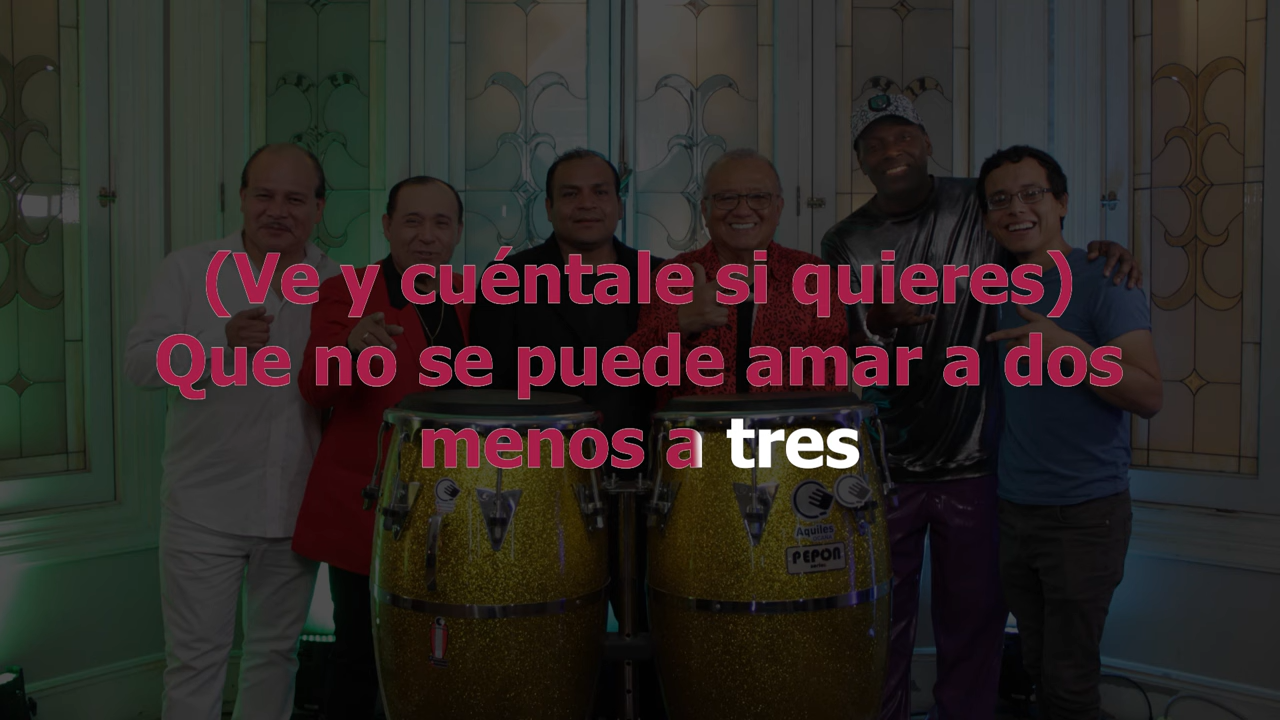 (Ve y cuéntale si quieres)
Que no se puede amar a dos
menos a tres
Aquiles
PEPON